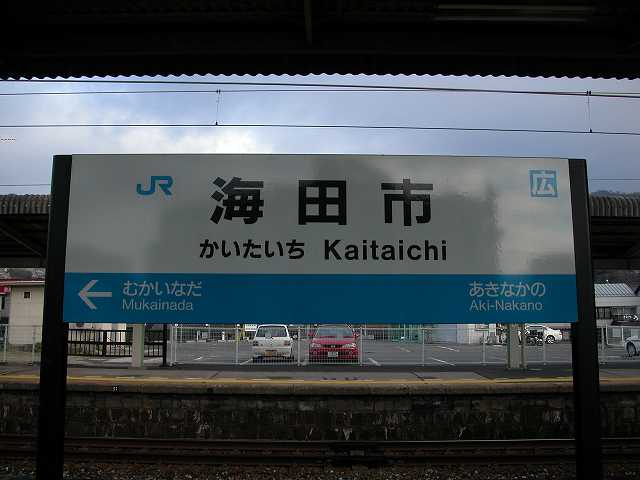 JR 海田市 広
かいたいち Kaitaichi
むかいなだ あきなかの
Mukainada Aki-Nakano